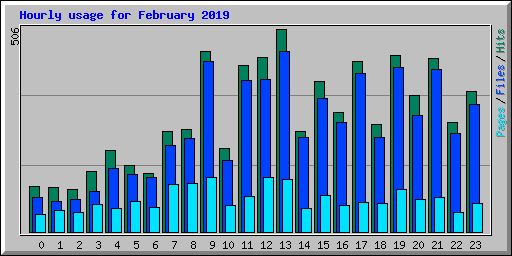 Hourly usage for February 2019
506
Pages/Files/Hits
0 1 2 3 4 5 6 7 8 9 10 11 12 13 14 15 16 17 18 19 20 21 22 23